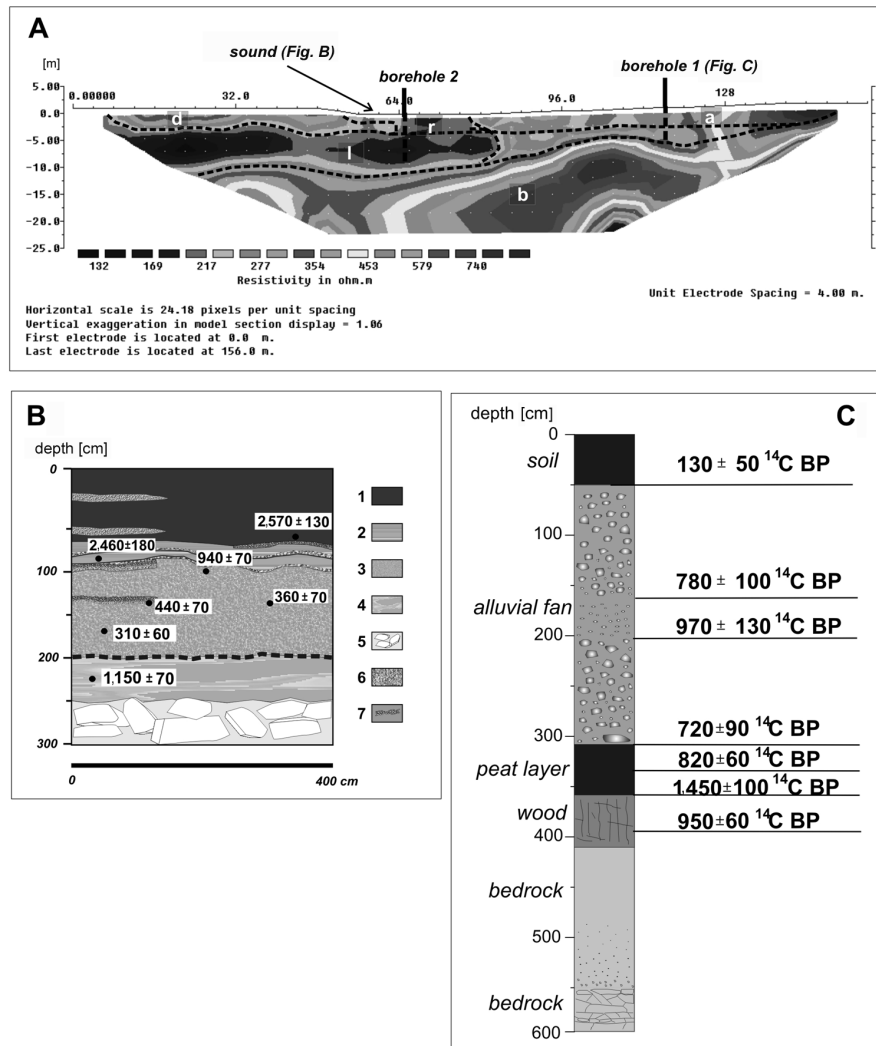 A
sound (Fig. B)
borehole 2
borehole 1 (Fig. C)
[m]
0.00000 32.0 64.0 96.0 128
5.00
0.0
-5.00
-10.0
-15.0
-20.0
-25.0
d
r
a
l
b
132 169 217 277 354 453 579 740
Resistivity in ohm.m
Unit Electrode Spacing = 4.00 m.
Horizontal scale is 24.18 pixels per unit spacing
Vertical exaggeration in model section display = 1.06
First electrode is located at 0.0 m.
Last electrode is located at 156.0 m.
B
depth [cm]
0
100
200
300
2,570±130
2,460±180
940±70
440±70
360±70
310±60
1,150±70
0 400 cm
1
2
3
4
5
6
7
C
depth [cm]
0
soil
130 ± 50 ¹⁴C BP
100
780 ± 100 ¹⁴C BP
alluvial fan
970 ± 130 ¹⁴C BP
200
720±90 ¹⁴C BP
300
820±60 ¹⁴C BP
peat layer
1,450±100 ¹⁴C BP
wood
950±60 ¹⁴C BP
400
bedrock
500
bedrock
600